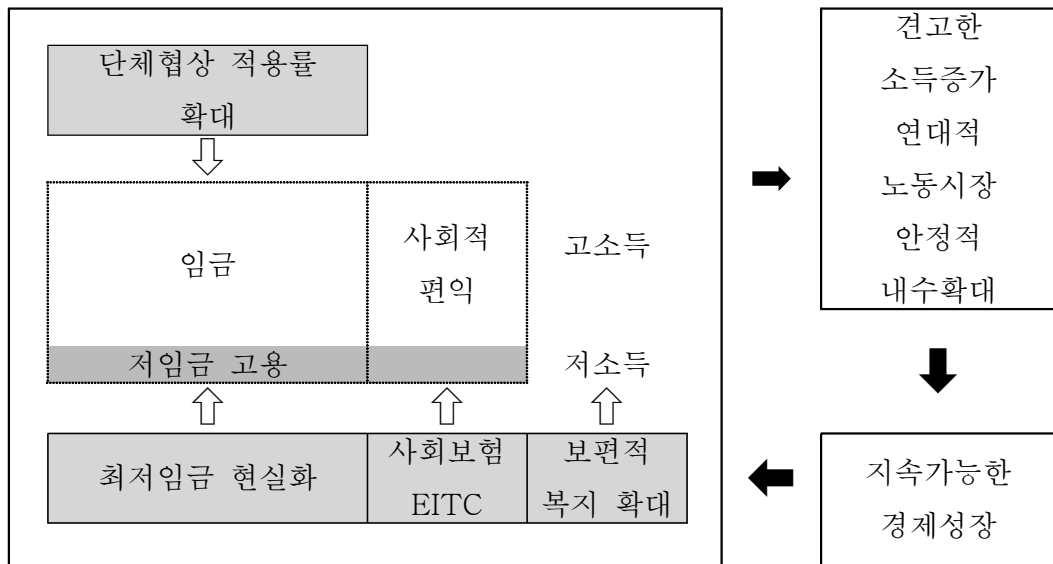 단체협상 적용률
확대
임금
사회적
편익
고소득
저임금 고용
저소득
최저임금 현실화
사회보험
EITC
보편적
복지 확대
견고한
소득증가
연대적
노동시장
안정적
내수확대
지속가능한
경제성장